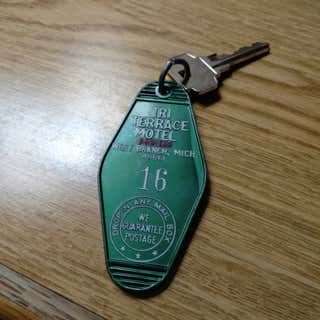 TRI
TERRACE
MOTEL
WEST BRANCH, MICH.
16
DROP IN ANY MAIL BOX
WE
GUARANTEE
POSTAGE